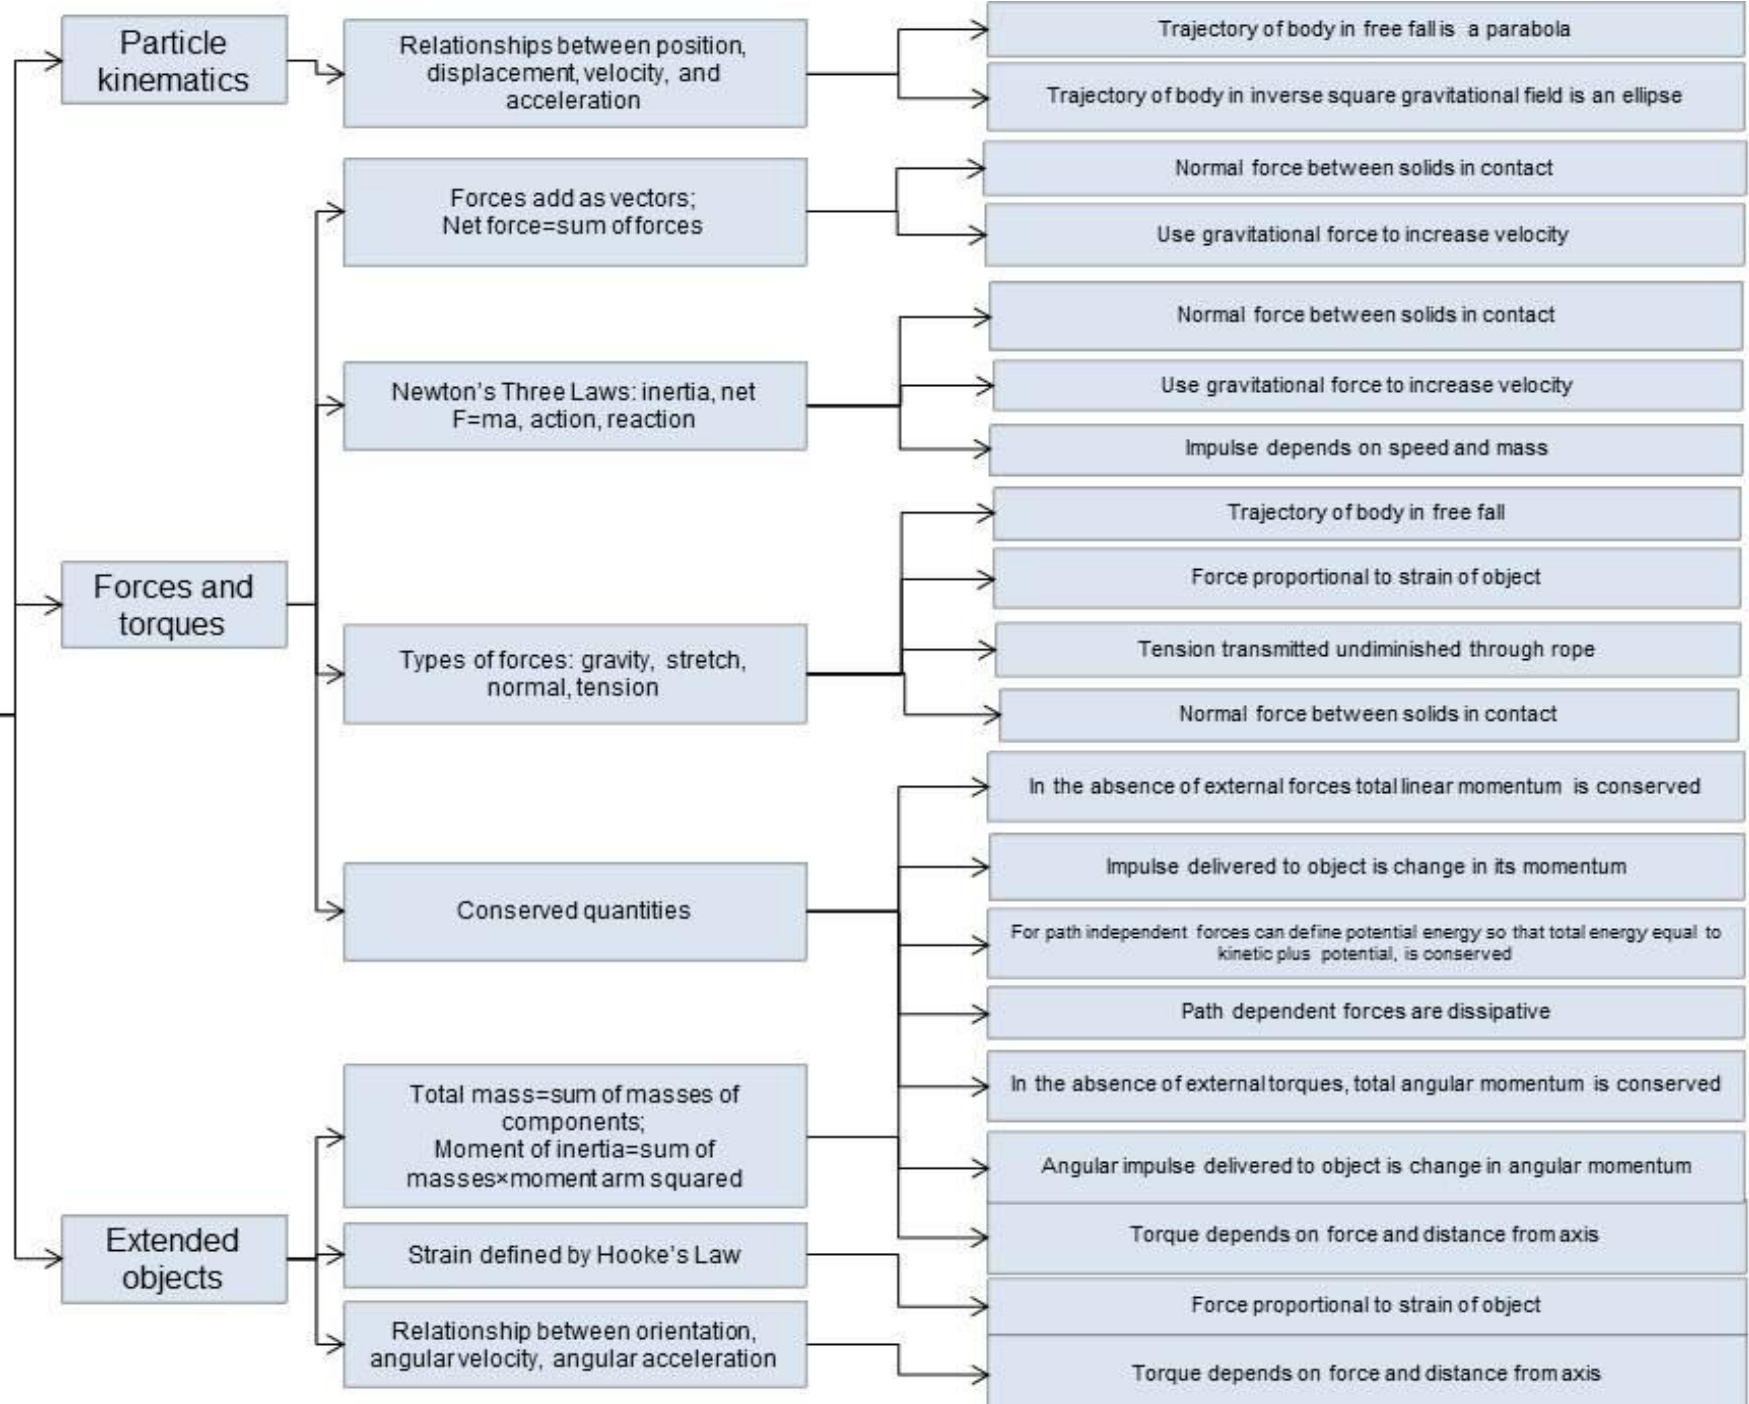 Particle
kinematics
Relationships between position,
displacement, velocity, and
acceleration
Trajectory of body in free fall is a parabola
Trajectory of body in inverse square gravitational field is an ellipse
Forces and
torques
Forces add as vectors;
Net force=sum of forces
Normal force between solids in contact
Use gravitational force to increase velocity
Newton's Three Laws: inertia, net
F=ma, action, reaction
Normal force between solids in contact
Use gravitational force to increase velocity
Impulse depends on speed and mass
Types of forces: gravity, stretch,
normal, tension
Trajectory of body in free fall
Force proportional to strain of object
Tension transmitted undiminished through rope
Normal force between solids in contact
Conserved quantities
In the absence of external forces total linear momentum is conserved
Impulse delivered to object is change in its momentum
For path independent forces can define potential energy so that total energy equal to
kinetic plus potential, is conserved
Path dependent forces are dissipative
In the absence of external torques, total angular momentum is conserved
Angular impulse delivered to object is change in angular momentum
Extended
objects
Total mass=sum of masses of
components;
Moment of inertia=sum of
masses×moment arm squared
Torque depends on force and distance from axis
Strain defined by Hooke's Law
Force proportional to strain of object
Relationship between orientation,
angular velocity, angular acceleration
Torque depends on force and distance from axis